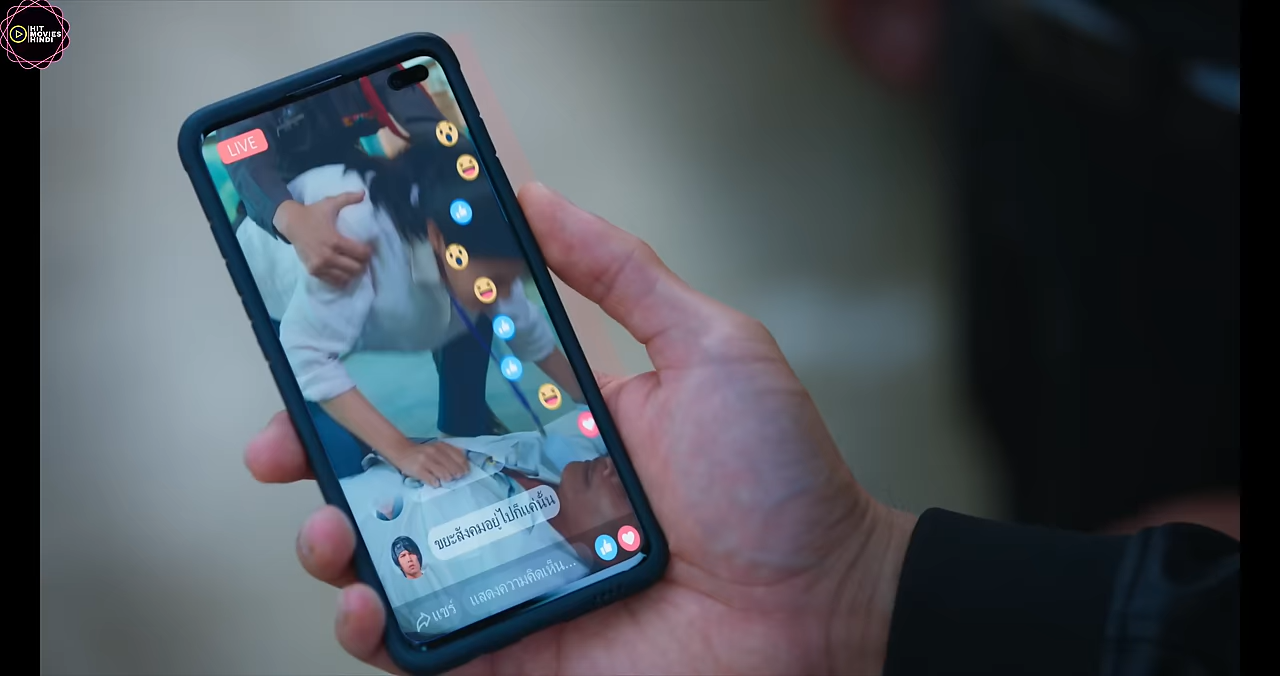 HIT
MOVIES
HINDI
LIVE
ขยะสังคมอยู่ไปก็แค่นั้น
แสดงความคิดเห็น...
แชร์